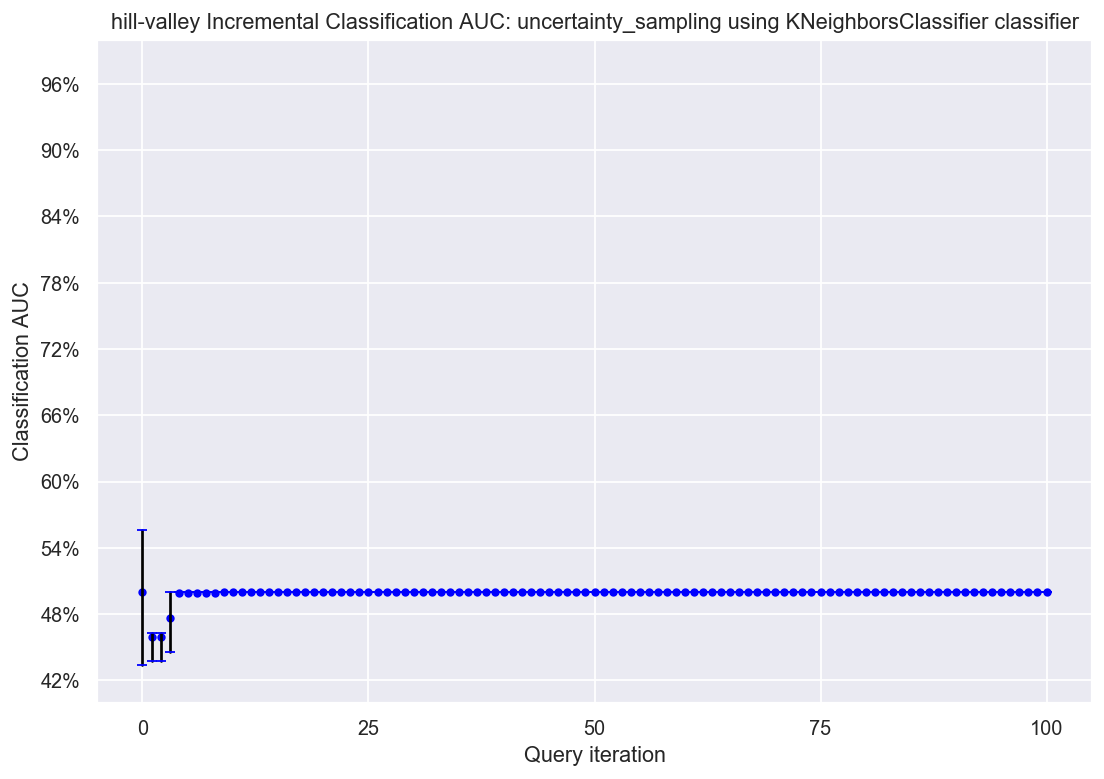 hill-valley Incremental Classification AUC: uncertainty_sampling using KNeighborsClassifier classifier
96%
90%
84%
78%
72%
66%
60%
54%
48%
42%
Classification AUC
0 25 50 75 100
Query iteration